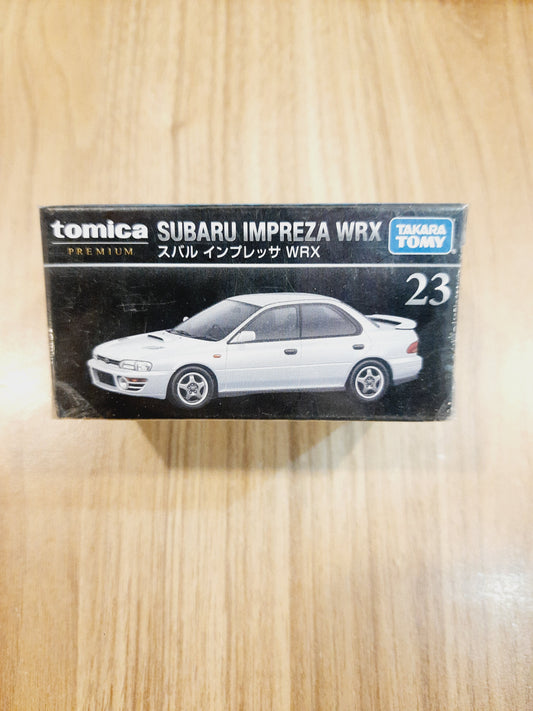 tomica
PREMIUM
SUBARU IMPREZA WRX
スバル インプレッサ WRX
TAKARA
TOMY
23